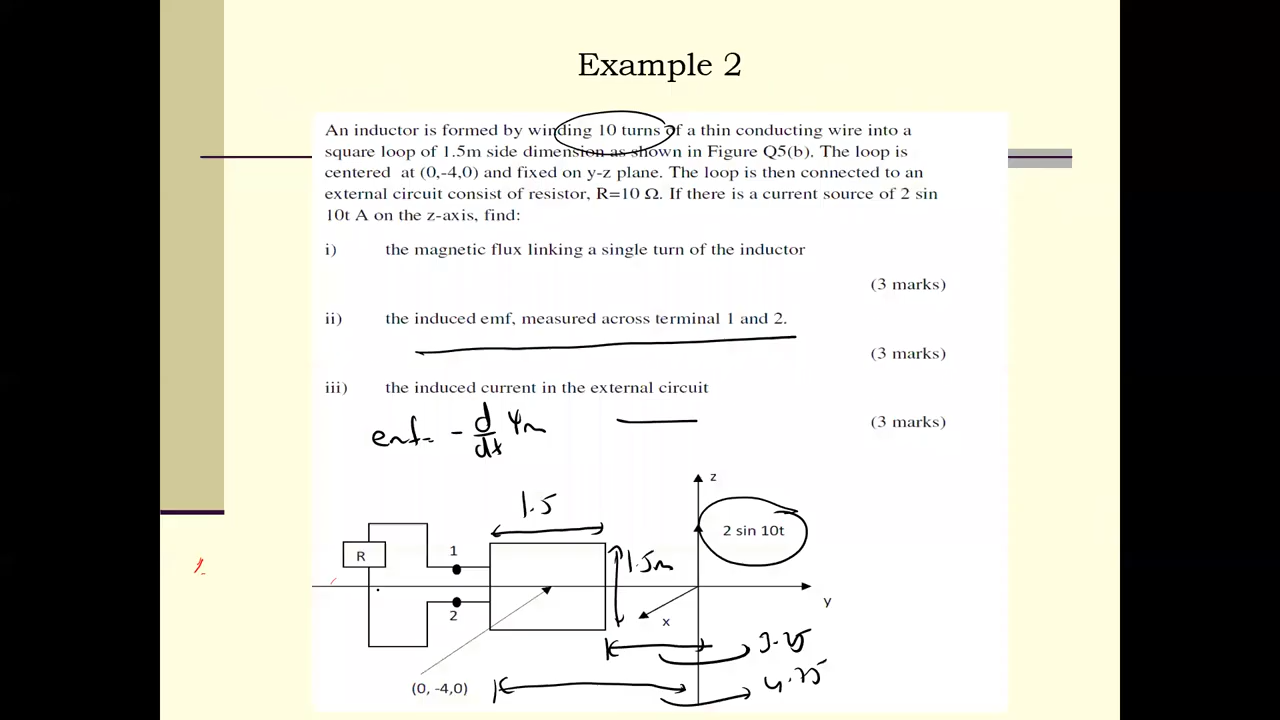 Example 2
An inductor is formed by winding 10 turns of a thin conducting wire into a
square loop of 1.5m side dimension as shown in Figure Q5(b). The loop is
centered at (0,-4,0) and fixed on y-z plane. The loop is then connected to an
external circuit consist of resistor, R=10 Ω. If there is a current source of 2 sin
10t A on the z-axis, find:
i) the magnetic flux linking a single turn of the inductor
(3 marks)
ii) the induced emf, measured across terminal 1 and 2.
(3 marks)
iii) the induced current in the external circuit
(3 marks)
emf = - d/dt Ψm
z
1.5
2 sin 10t
1
R
1.5m
y
2
x
3.25
4.75
(0, -4,0)